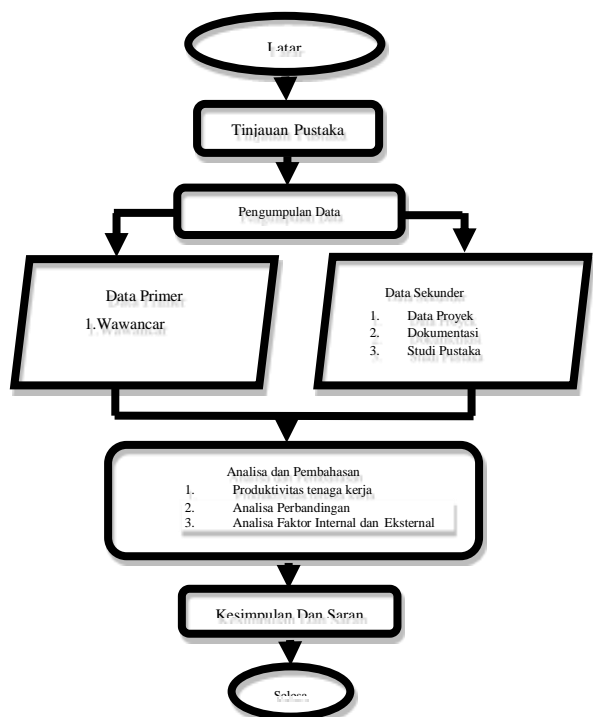 Latar
Tinjauan Pustaka
Pengumpulan Data
Data Primer
1.Wawancar
Data Sekunder
1. Data Proyek
2. Dokumentasi
3. Studi Pustaka
Analisa dan Pembahasan
1. Produktivitas tenaga kerja
2. Analisa Perbandingan
3. Analisa Faktor Internal dan Eksternal
Kesimpulan Dan Saran
Selesa